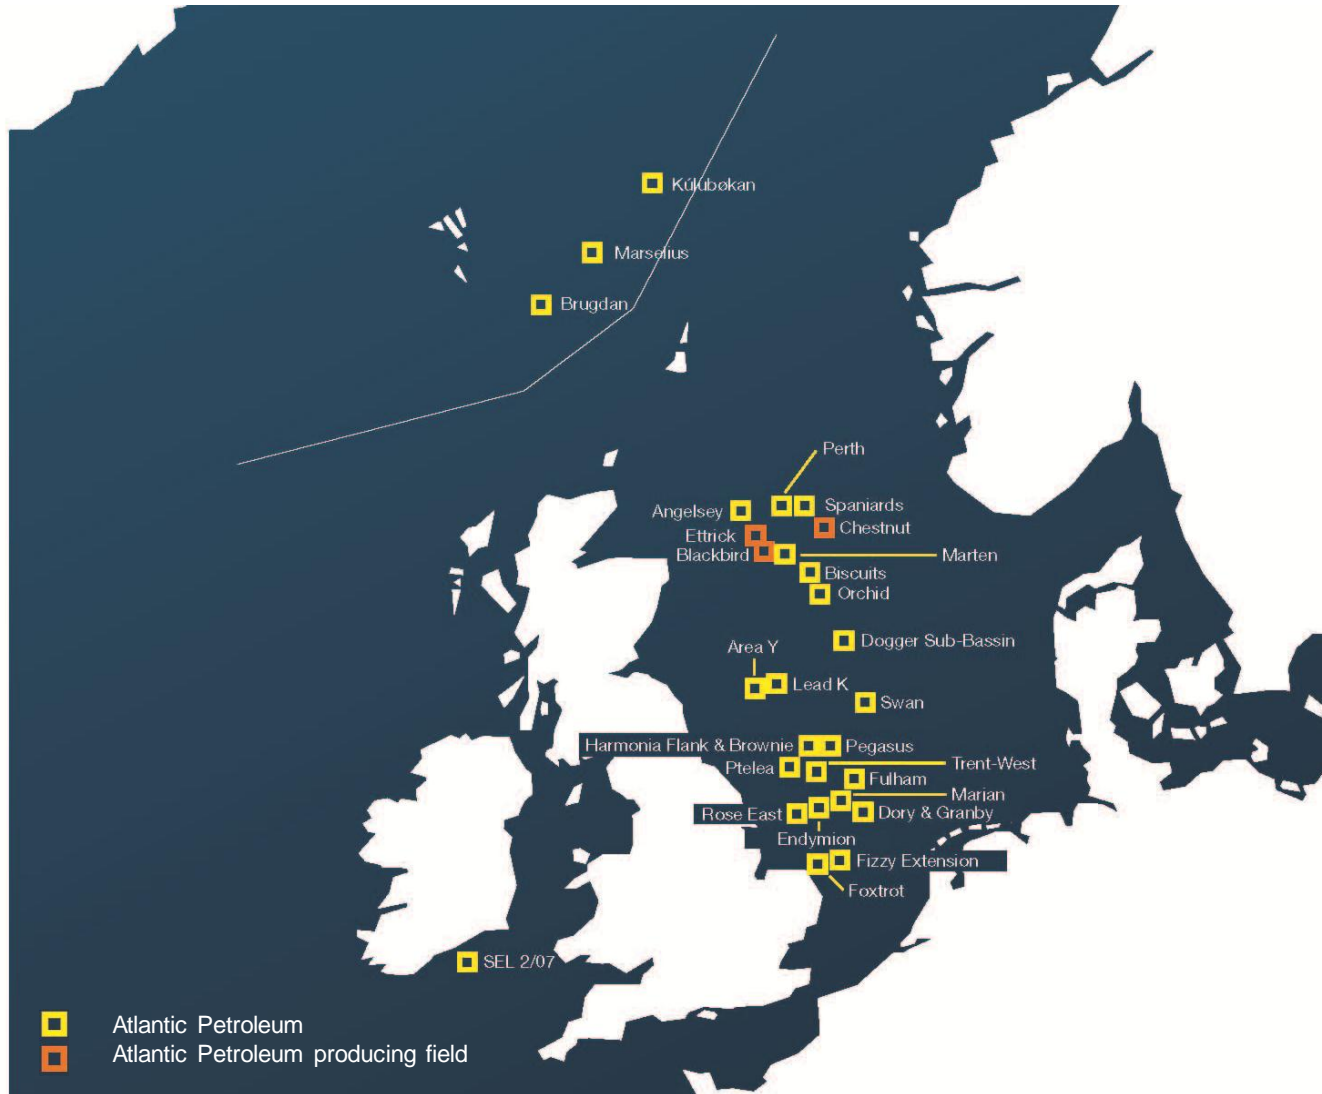 Kúlubøkan
Marselius
Brugdan
Perth
Angelsey
Spaniards
Ettrick
Chestnut
Blackbird
Marten
Biscuits
Orchid
Dogger Sub-Bassin
Area Y
Lead K
Swan
Harmonia Flank & Brownie
Pegasus
Ptelea
Trent-West
Fulham
Marjan
Rose East
Dory & Granby
Endymion
Fizzy Extension
Foxtrot
SEL 2/07
Atlantic Petroleum
Atlantic Petroleum producing field